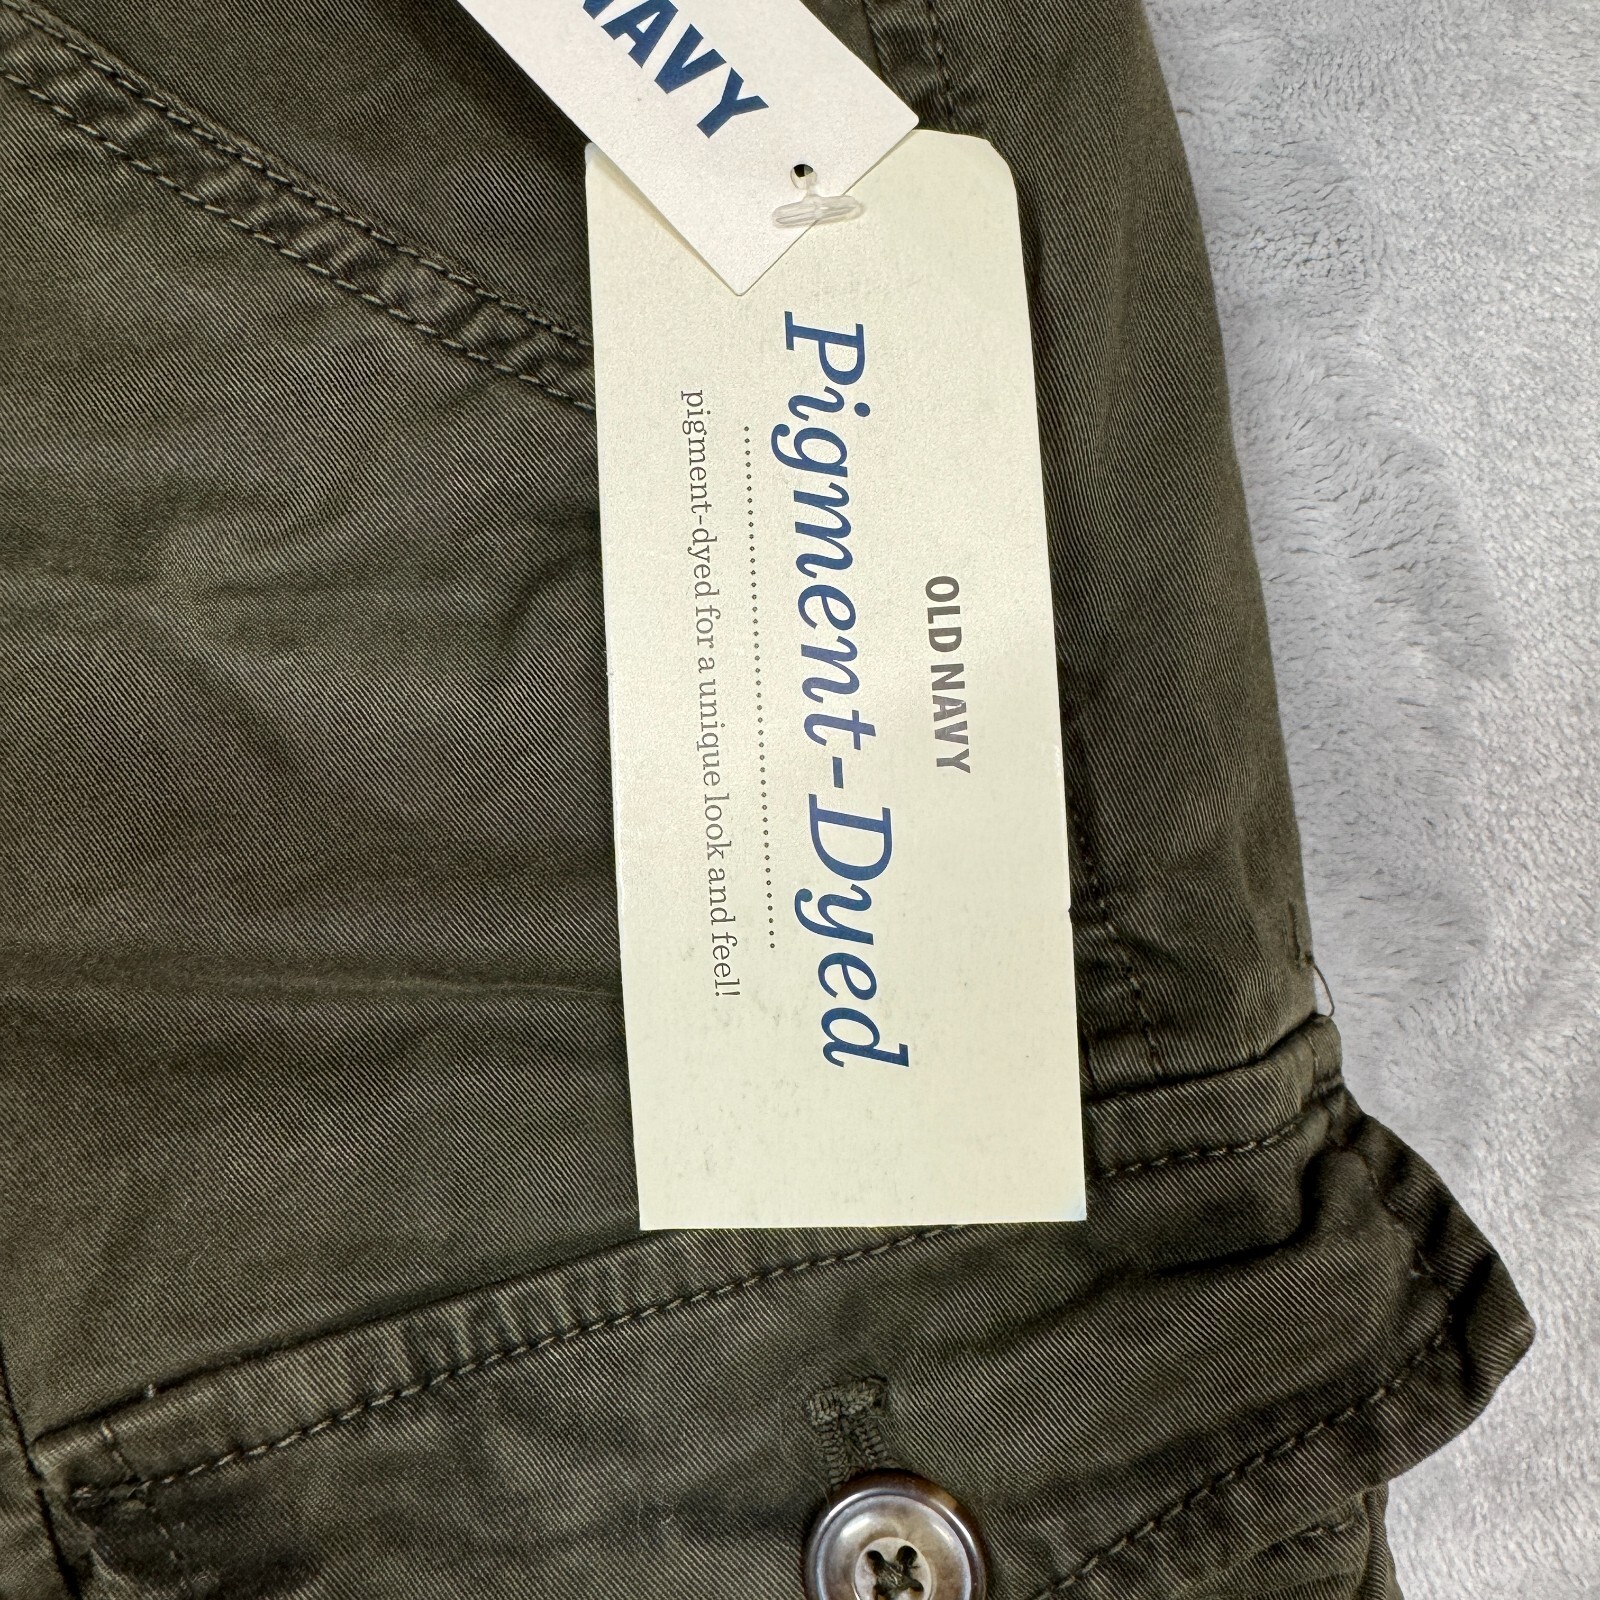 NAVY
OLD NAVY
Pigment-Dyed
pigment-dyed for a unique look and feel!